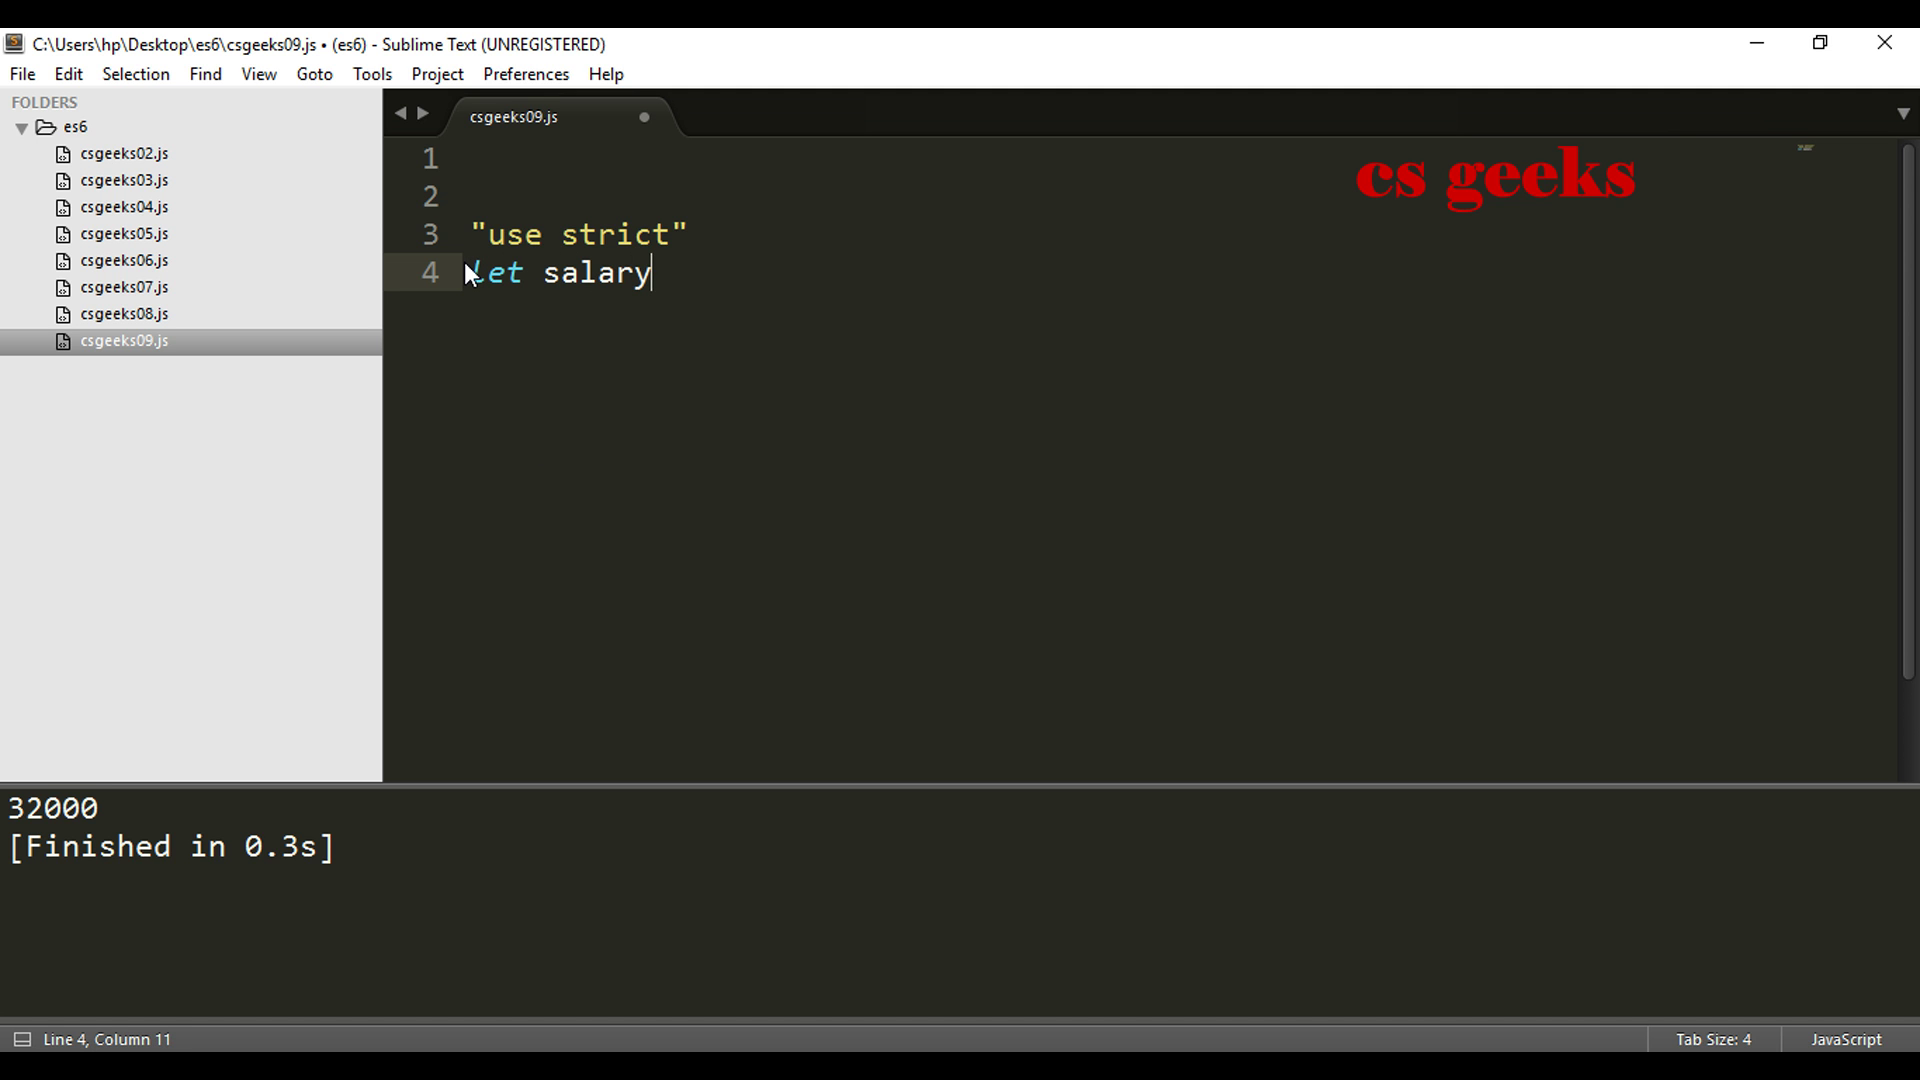 C:\Users\hp\Desktop\es6\csgeeks09.js • (es6) - Sublime Text (UNREGISTERED)
File Edit Selection Find View Goto Tools Project Preferences Help
FOLDERS
es6
csgeeks02.js
csgeeks03.js
csgeeks04.js
csgeeks05.js
csgeeks06.js
csgeeks07.js
csgeeks08.js
csgeeks09.js
csgeeks09.js
cs geeks
1
2
3 "use strict"
4 let salary
32000
[Finished in 0.3s]
Line 4, Column 11 Tab Size: 4 JavaScript